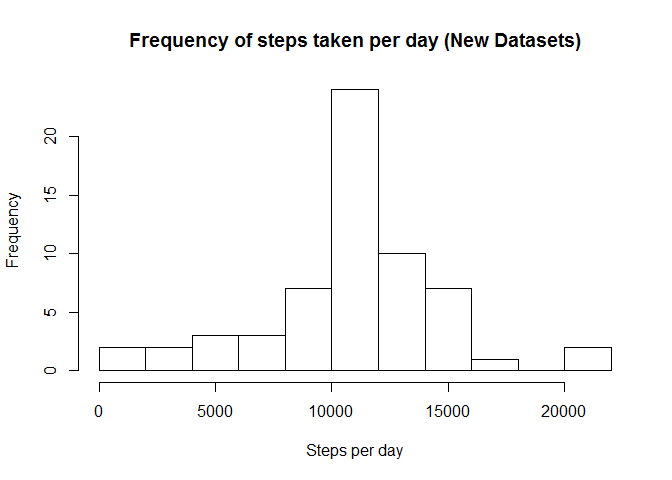 Frequency of steps taken per day (New Datasets)
20
15
10
5
0
Frequency
0 5000 10000 15000 20000
Steps per day